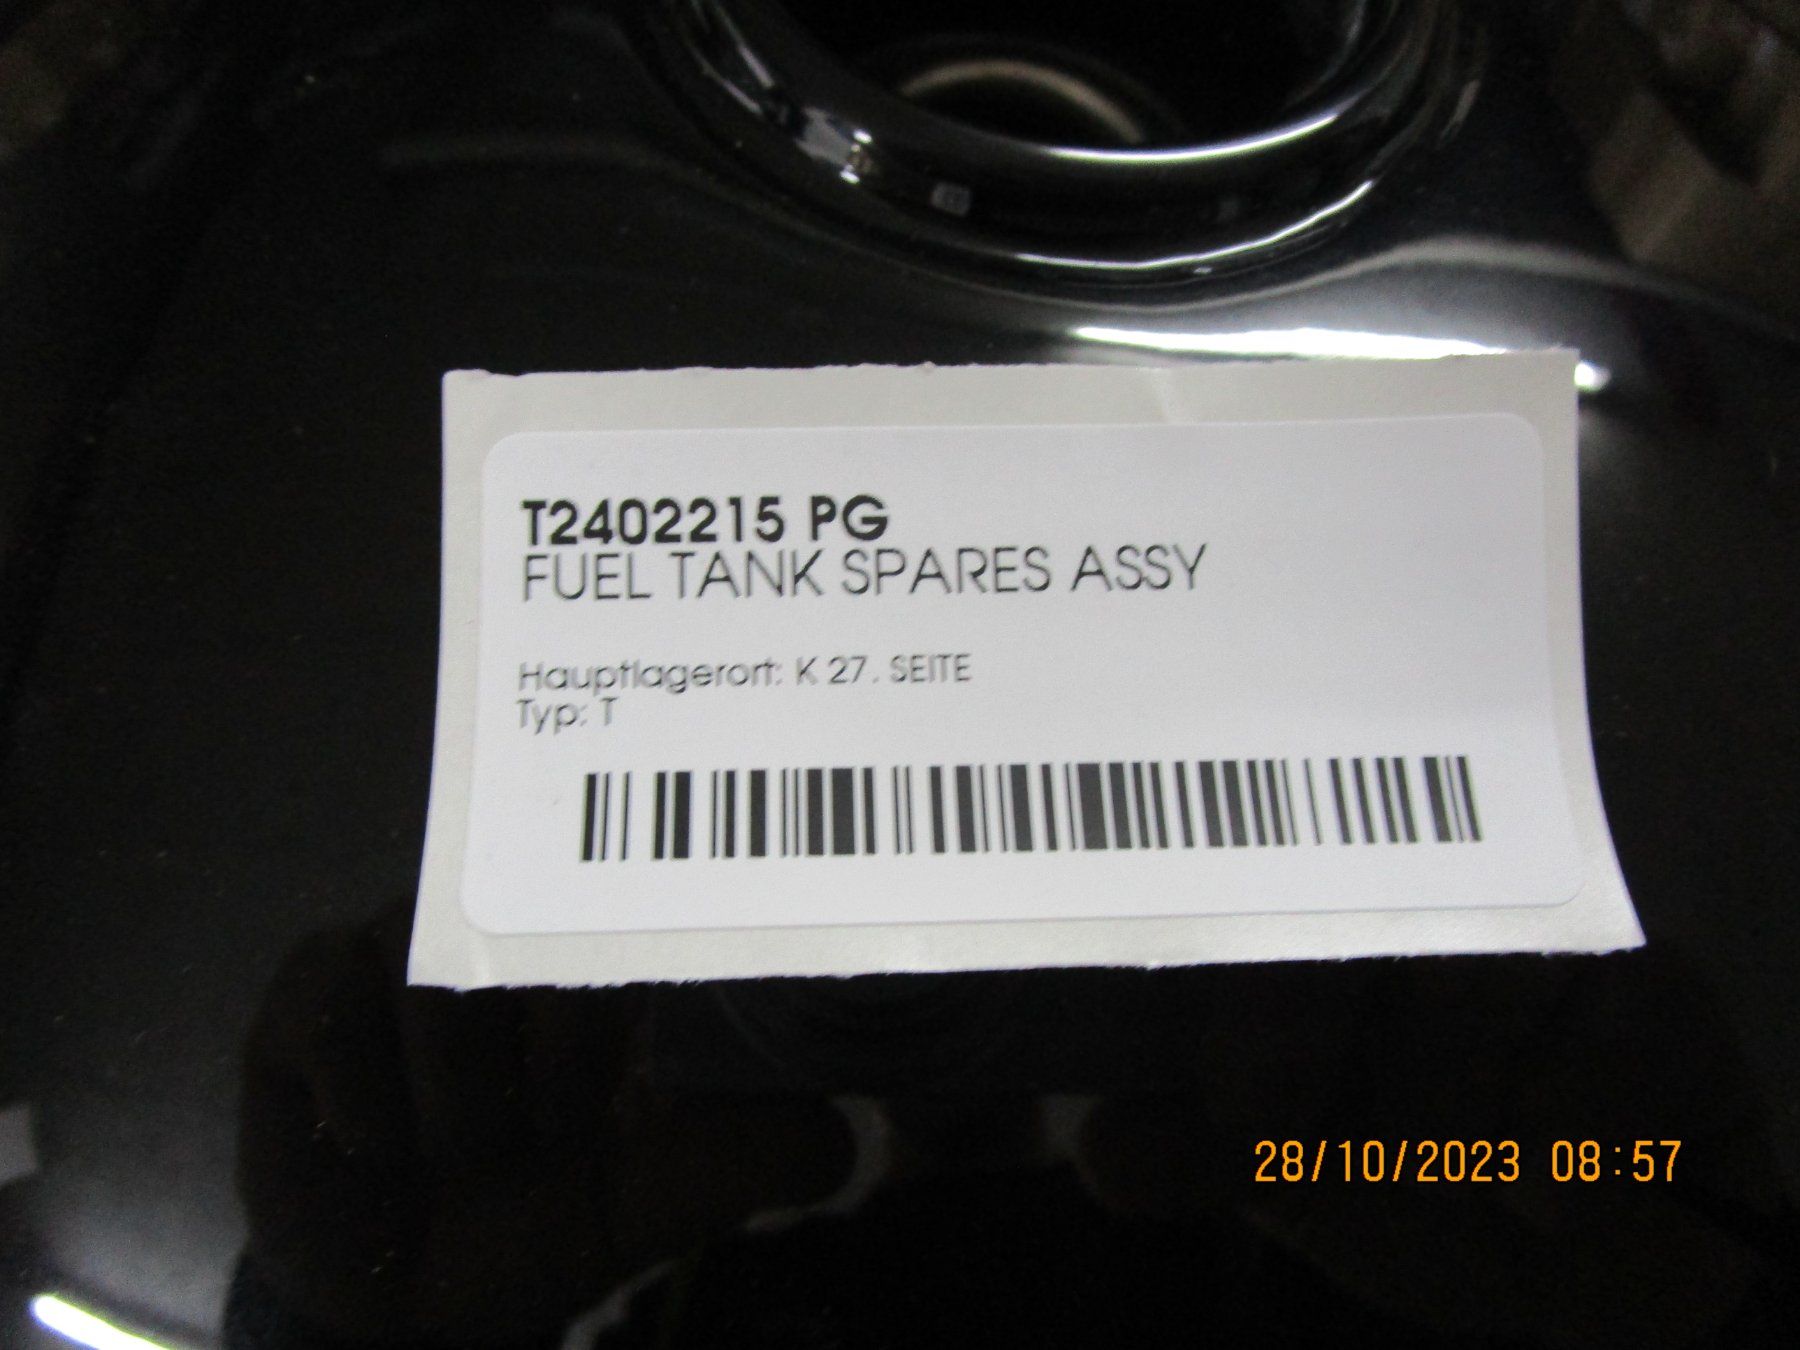 T2402215 PG
FUEL TANK SPARES ASSY
Hauptlagerort: K 27. SEITE
Typ: T
28/10/2023 08:57